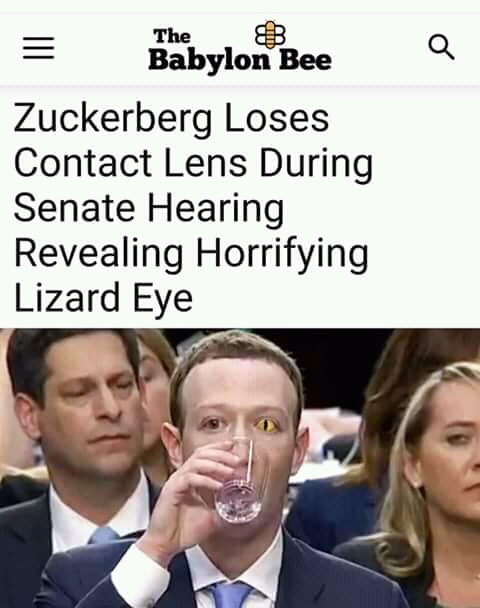 The
Babylon Bee
Zuckerberg Loses
Contact Lens During
Senate Hearing
Revealing Horrifying
Lizard Eye